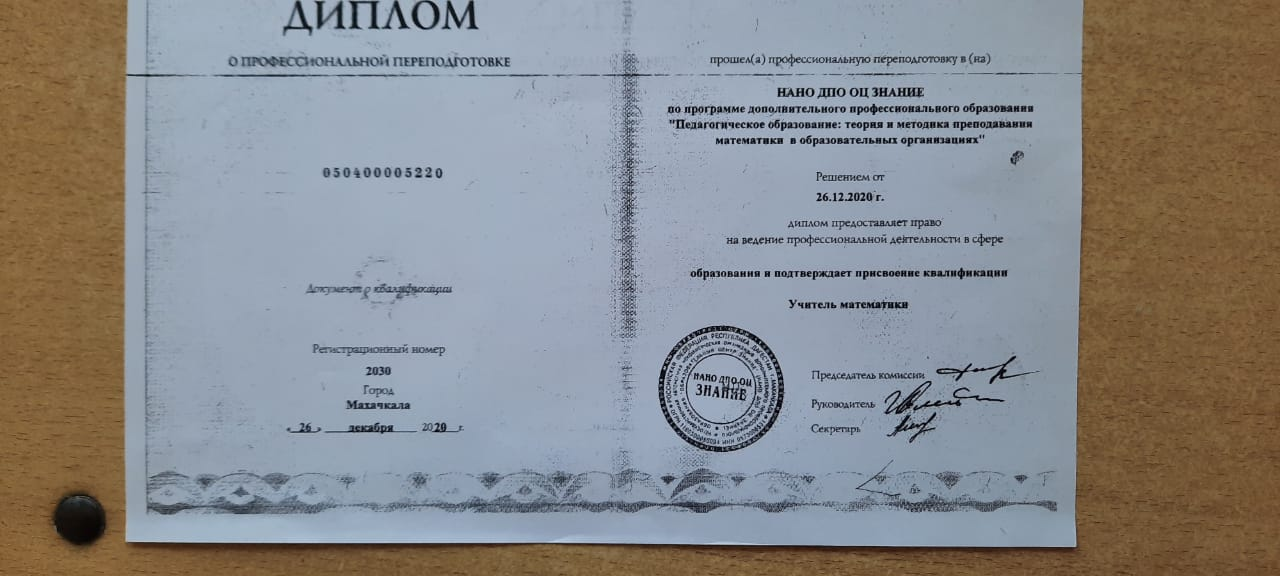 ДИПЛОМ
О ПРОФЕССИОНАЛЬНОЙ ПЕРЕПОДГОТОВКЕ
050400005220
Документ о квалификации
Регистрационный номер
2030
Город
Махачкала
« 26 » декабря 2020 г.
прошел(а) профессиональную переподготовку в (на)
НАНО ДПО ОЦ ЗНАНИЕ
по программе дополнительного профессионального образования
"Педагогическое образование: теория и методика преподавания
математики в образовательных организациях"
Решением от
26.12.2020 г.
диплом предоставляет право
на ведение профессиональной деятельности в сфере
образования и подтверждает присвоение квалификации
Учитель математики
Председатель комиссии
Руководитель
Секретарь
НАНО ДПО ОЦ
ЗНАНИЕ